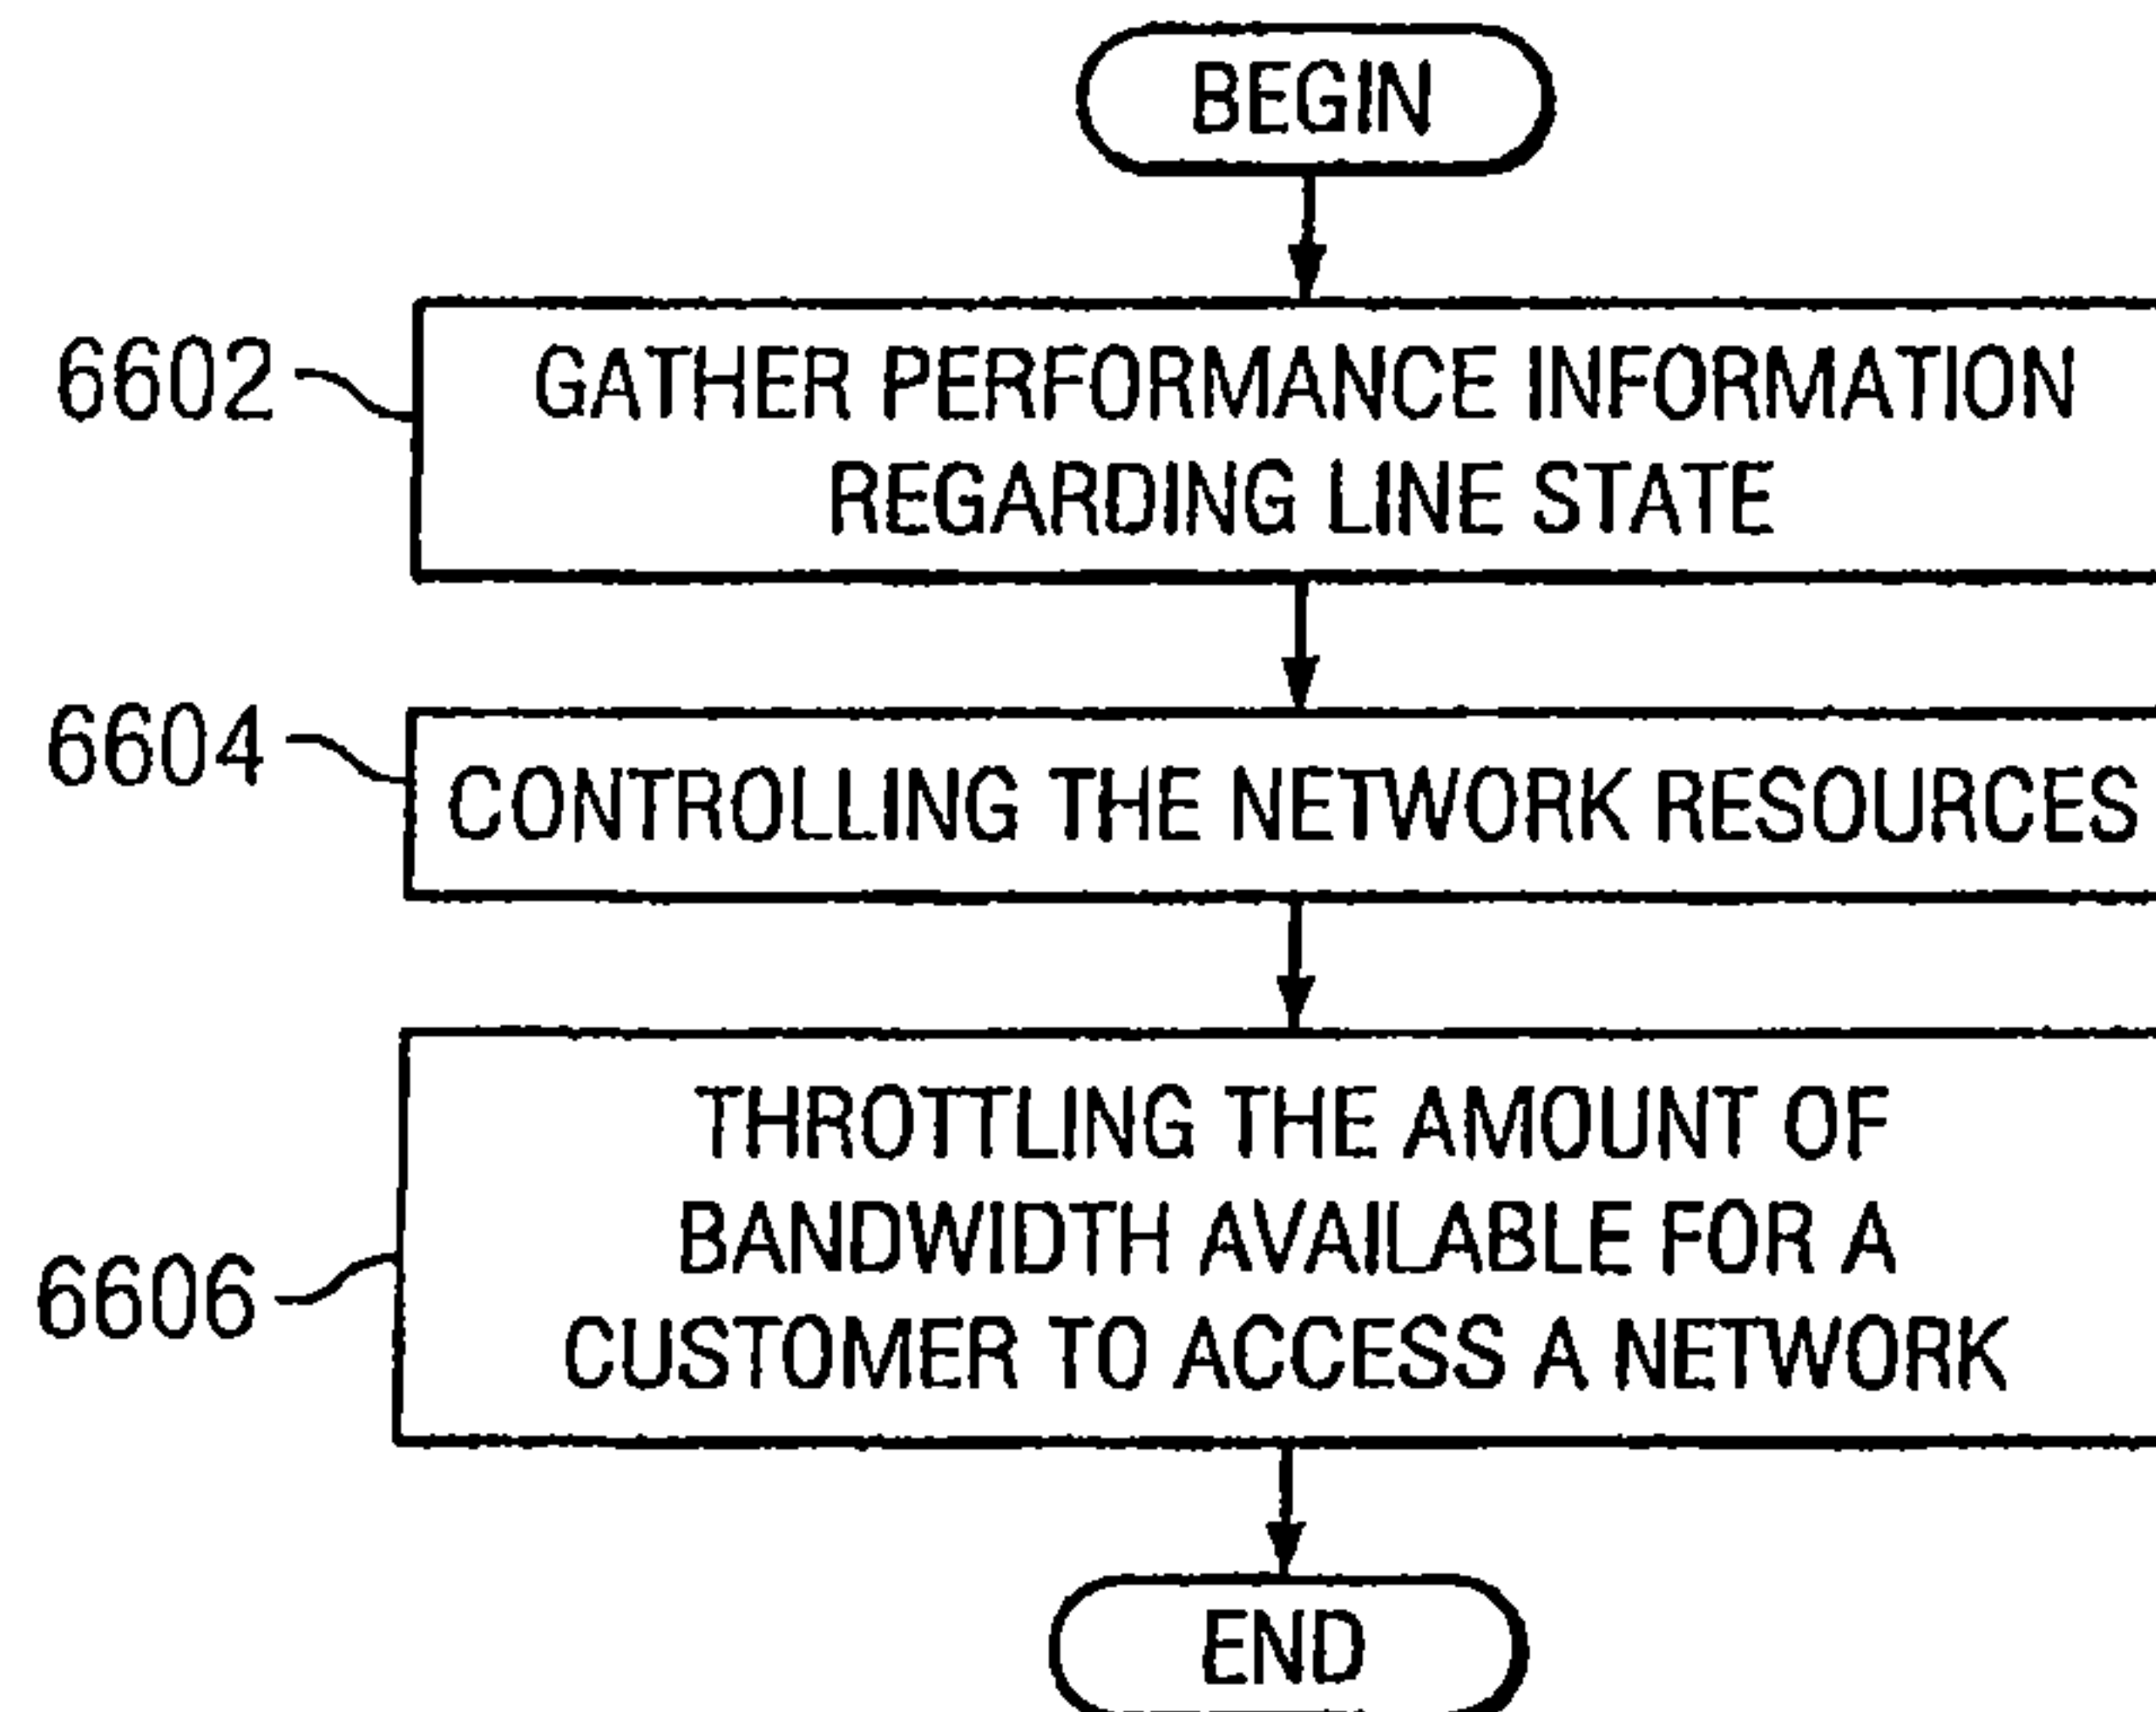 BEGIN
6602
GATHER PERFORMANCE INFORMATION
REGARDING LINE STATE
6604
CONTROLLING THE NETWORK RESOURCES
THROTTLING THE AMOUNT OF
BANDWIDTH AVAILABLE FOR A
6606
CUSTOMER TO ACCESS A NETWORK
END